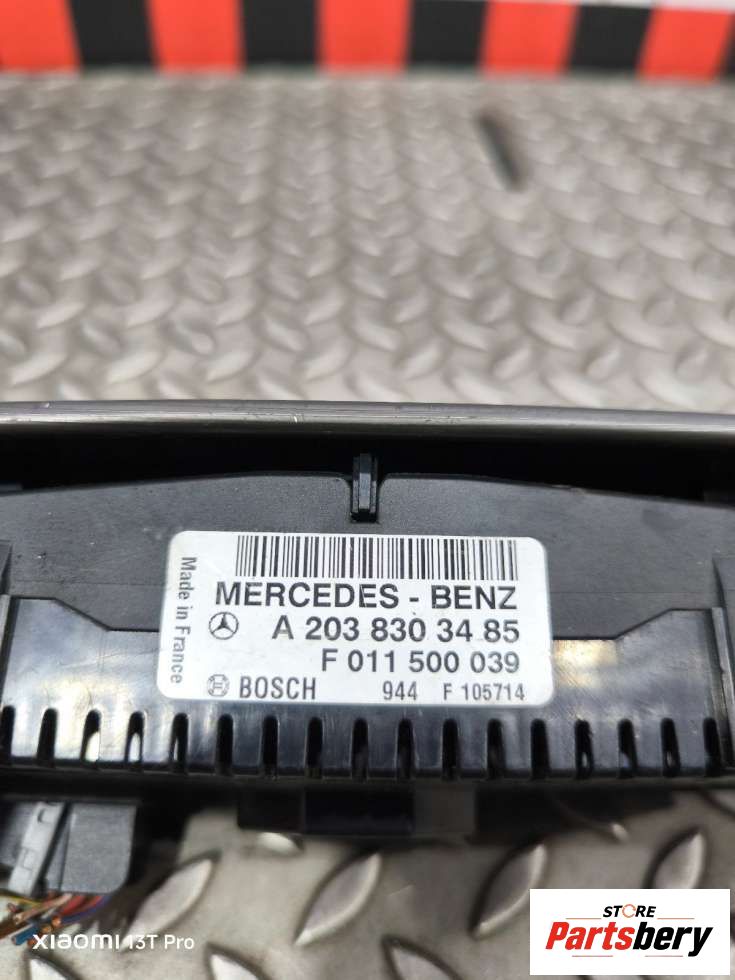 Made in France
MERCEDES - BENZ
A 203 830 34 85
F 011 500 039
BOSCH 944 F 105714
XIAOMI 13T Pro
STORE
Partsbery